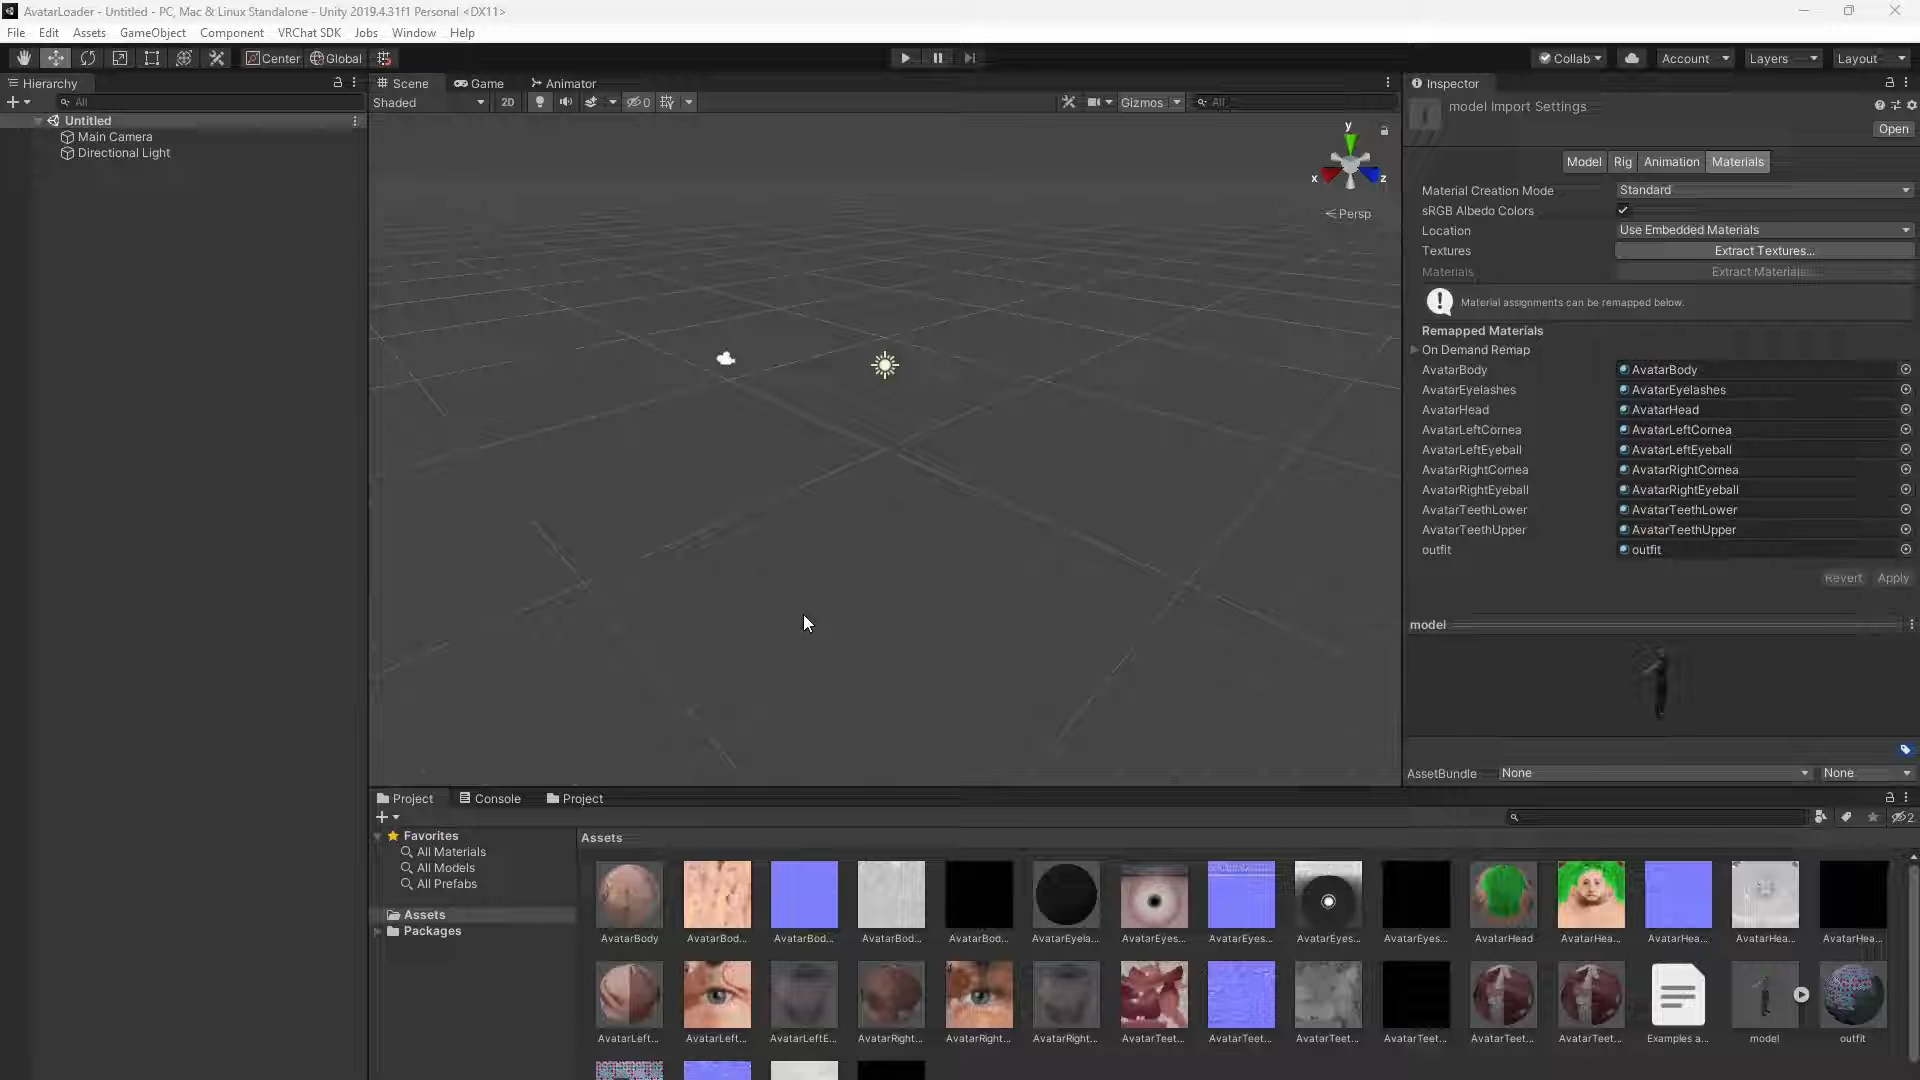 AvatarLoader - Untitled - PC, Mac & Linux Standalone - Unity 2019.4.31f1 Personal <DX11>
File Edit Assets GameObject Component VRChat SDK Jobs Window Help
Center Global Collab Account Layers Layout
Hierarchy
All
Untitled
Main Camera
Directional Light
Scene Game Animator
Shaded 2D 0 Gizmos All
y
x z
Persp
Inspector
model Import Settings
Open
Model Rig Animation Materials
Material Creation Mode Standard
sRGB Albedo Colors
Location Use Embedded Materials
Textures Extract Textures...
Materials Extract Materials...
Material assignments can be remapped below.
Remapped Materials
On Demand Remap
AvatarBody AvatarBody
AvatarEyelashes AvatarEyelashes
AvatarHead AvatarHead
AvatarLeftCornea AvatarLeftCornea
AvatarLeftEyeball AvatarLeftEyeball
AvatarRightCornea AvatarRightCornea
AvatarRightEyeball AvatarRightEyeball
AvatarTeethLower AvatarTeethLower
AvatarTeethUpper AvatarTeethUpper
outfit outfit
Revert Apply
model
AssetBundle None None
Project Console Project
2
Favorites
All Materials
All Models
All Prefabs
Assets
Packages
Assets
AvatarBody AvatarBod... AvatarBod... AvatarBod... AvatarBod... AvatarEyela... AvatarEyes... AvatarEyes... AvatarEyes... AvatarEyes... AvatarHead AvatarHea... AvatarHea... AvatarHea... AvatarHea...
AvatarLeft... AvatarLeft... AvatarLeftE... AvatarRight... AvatarRight... AvatarRight... AvatarTeet... AvatarTeet... AvatarTeet... AvatarTeet... AvatarTeet... AvatarTeet... Examples a... model outfit